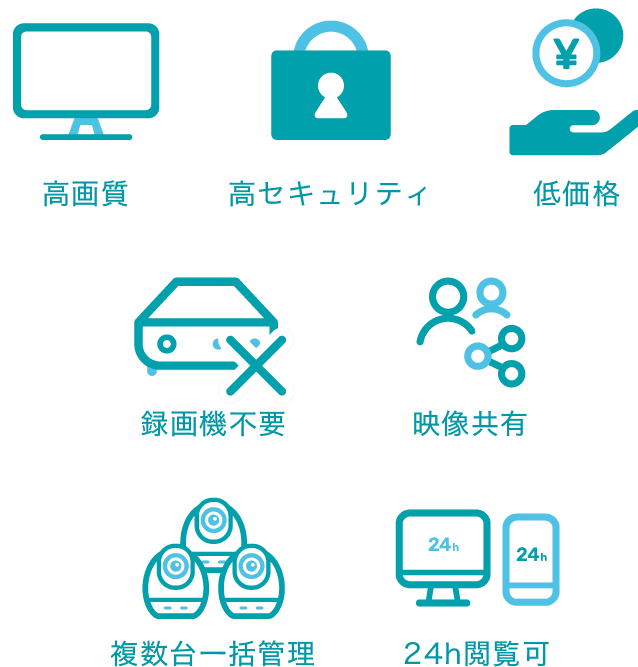 ¥
高画質
高セキュリティ
低価格
録画機不要
映像共有
24h
24h
複数台一括管理
24h閲覧可